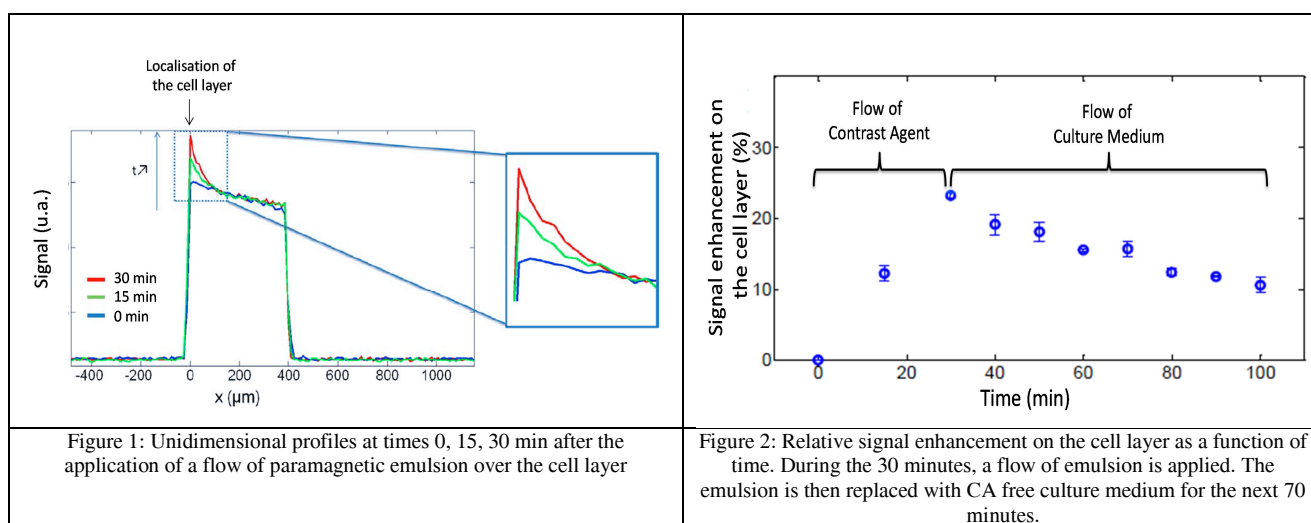 Localisation of
the cell layer
t↗
Signal (u.a.)
30 min
15 min
0 min
-400
-200
0
200
400
600
800
1000
x (µm)
Figure 1: Unidimensional profiles at times 0, 15, 30 min after the
application of a flow of paramagnetic emulsion over the cell layer
Signal enhancement on
the cell layer (%)
Flow of
Contrast Agent
Flow of
Culture Medium
30
20
10
0
0
20
40
60
80
100
Time (min)
Figure 2: Relative signal enhancement on the cell layer as a function of
time. During the 30 minutes, a flow of emulsion is applied. The
emulsion is then replaced with CA free culture medium for the next 70
minutes.